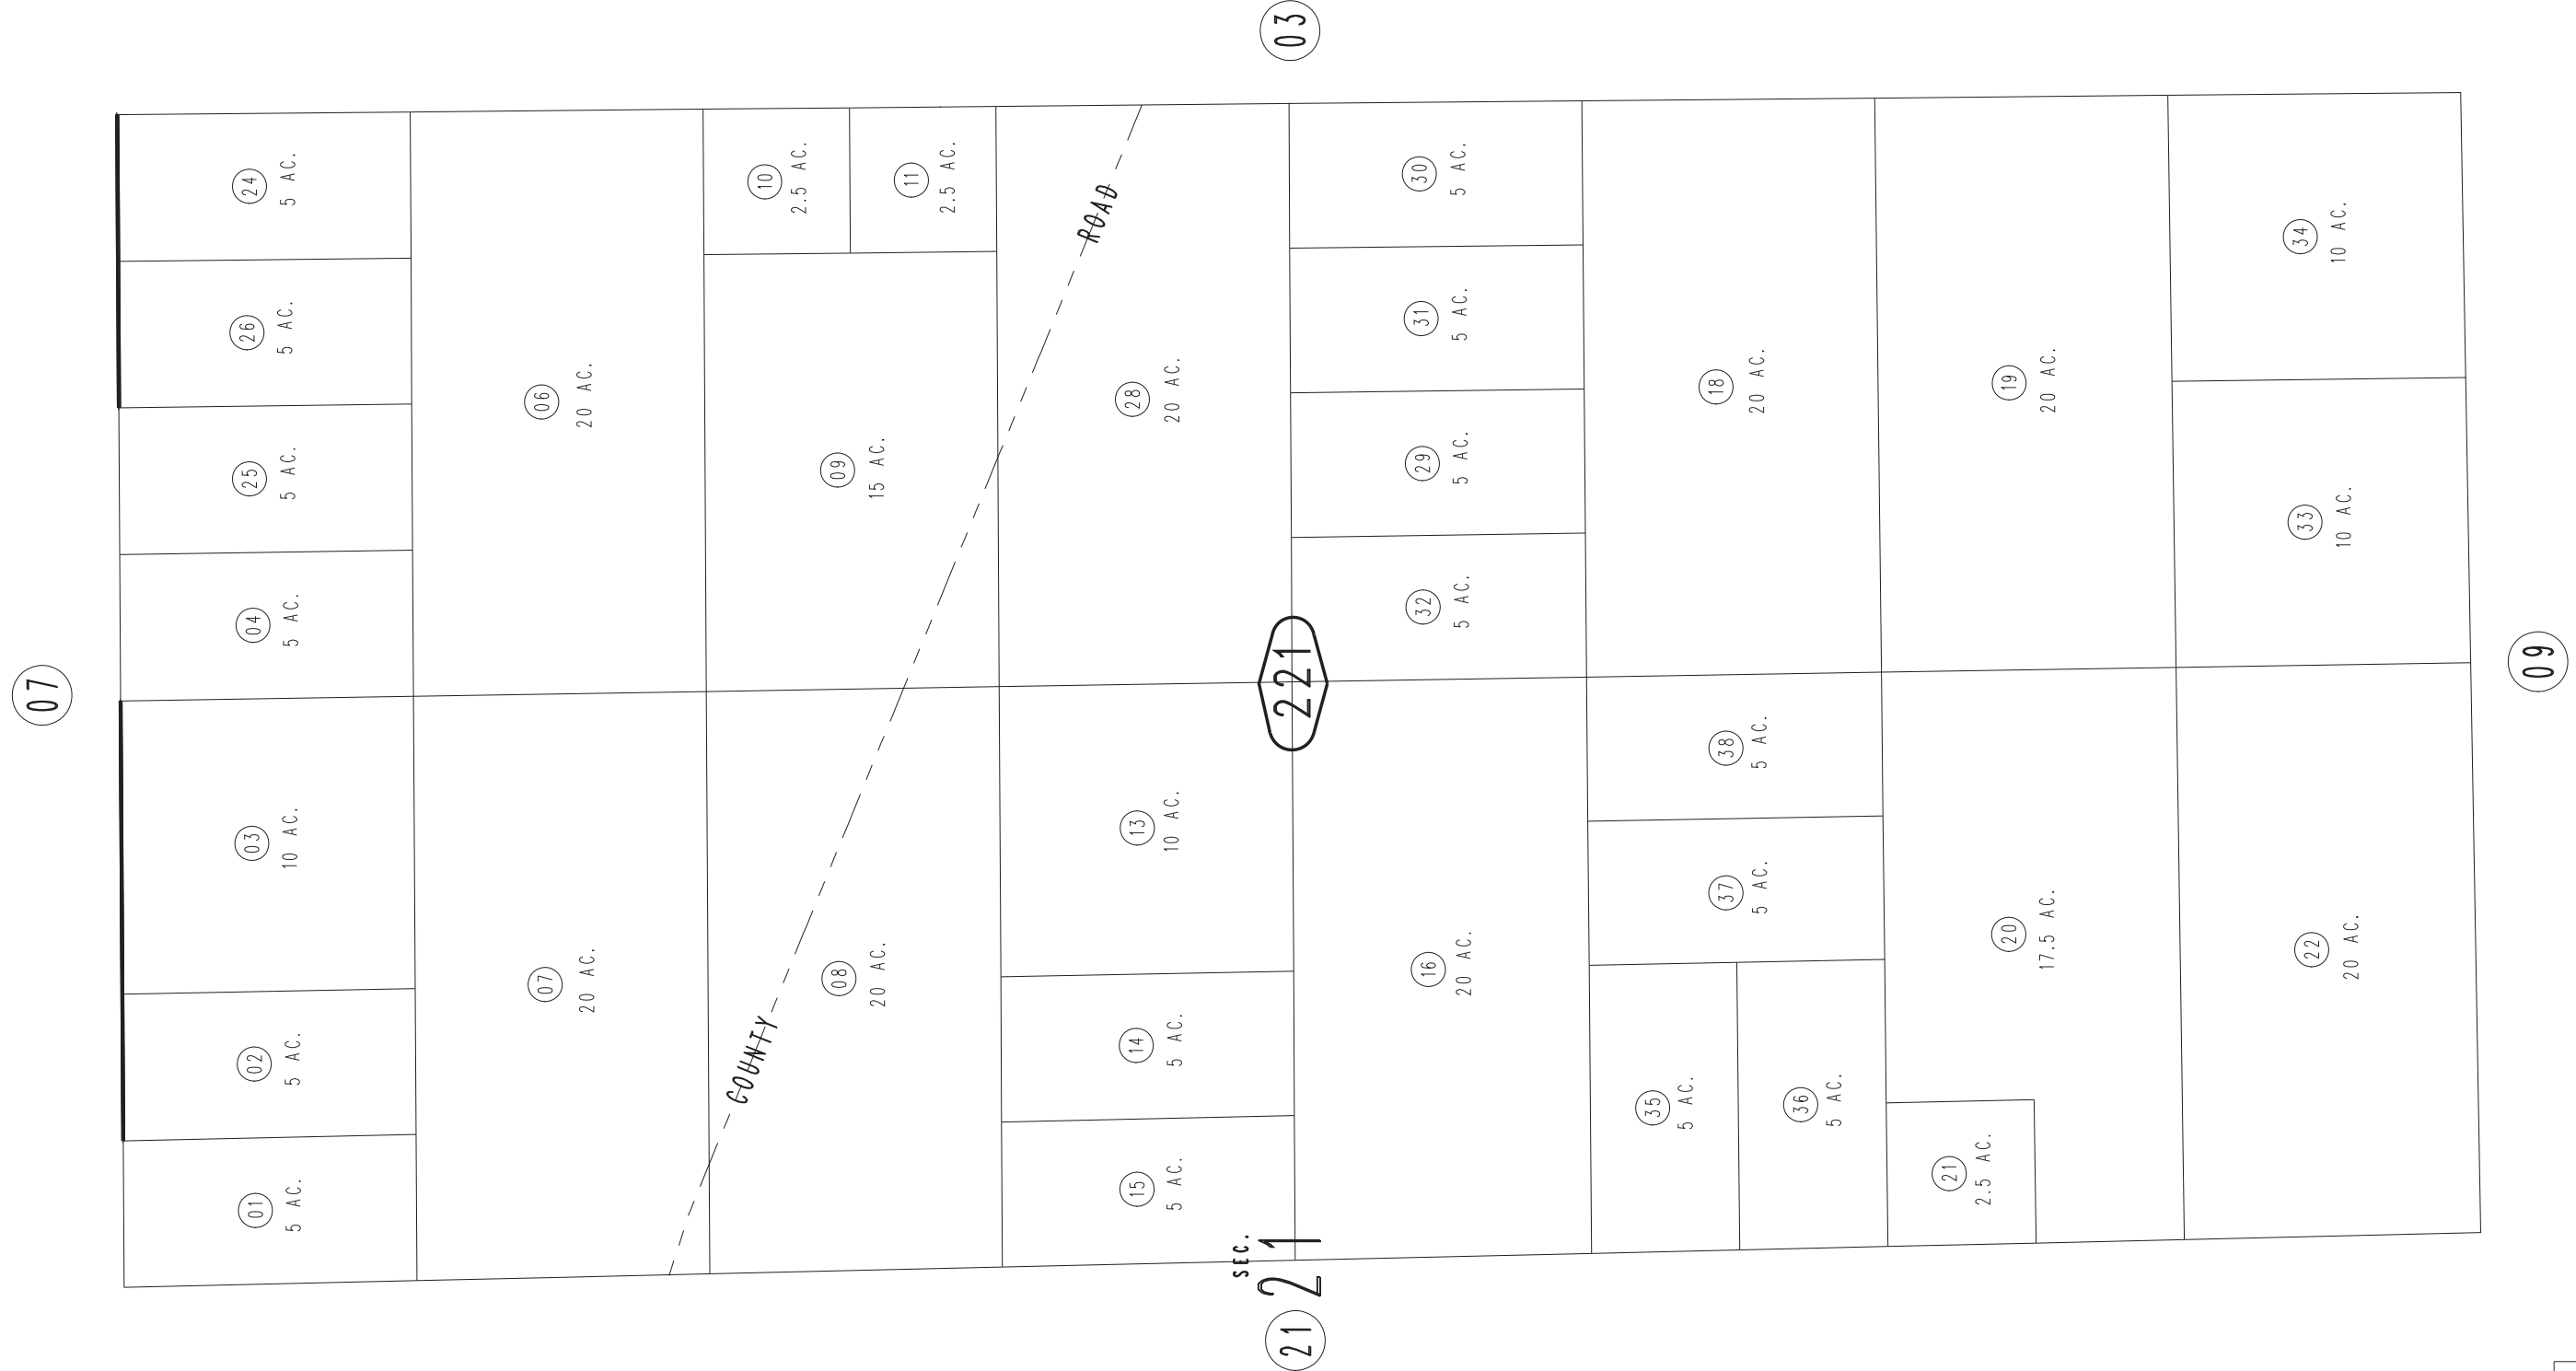 07
01
5 AC.
02
5 AC.
03
10 AC.
04
5 AC.
25
5 AC.
26
5 AC.
24
5 AC.
07
20 AC.
06
20 AC.
COUNTY ROAD
08
20 AC.
09
15 AC.
10
2.5 AC.
11
2.5 AC.
15
5 AC.
14
5 AC.
13
10 AC.
28
20 AC.
SEC.
21 21
221
03
16
20 AC.
32
5 AC.
29
5 AC.
31
5 AC.
30
5 AC.
35
5 AC.
36
5 AC.
37
5 AC.
38
5 AC.
18
20 AC.
21
2.5 AC.
20
17.5 AC.
19
20 AC.
22
20 AC.
33
10 AC.
34
10 AC.
09